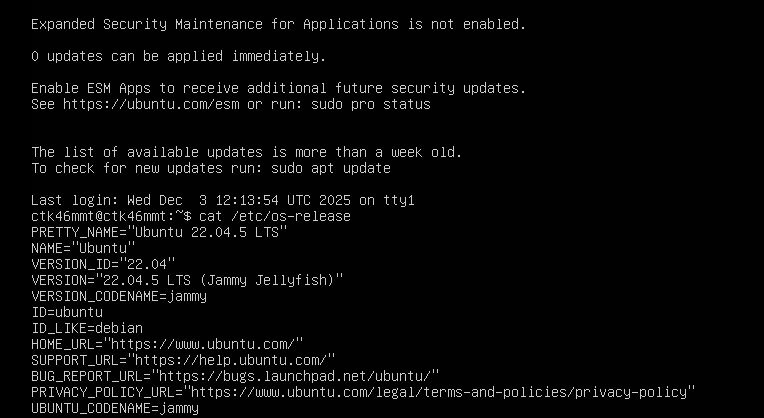 Expanded Security Maintenance for Applications is not enabled.
0 updates can be applied immediately.
Enable ESM Apps to receive additional future security updates.
See https://ubuntu.com/esm or run: sudo pro status
The list of available updates is more than a week old.
To check for new updates run: sudo apt update
Last login: Wed Dec  3 12:13:54 UTC 2025 on tty1
ctk46mmt@ctk46mmt:~$ cat /etc/os-release
PRETTY_NAME="Ubuntu 22.04.5 LTS"
NAME="Ubuntu"
VERSION_ID="22.04"
VERSION="22.04.5 LTS (Jammy Jellyfish)"
VERSION_CODENAME=jammy
ID=ubuntu
ID_LIKE=debian
HOME_URL="https://www.ubuntu.com/"
SUPPORT_URL="https://help.ubuntu.com/"
BUG_REPORT_URL="https://bugs.launchpad.net/ubuntu/"
PRIVACY_POLICY_URL="https://www.ubuntu.com/legal/terms-and-policies/privacy-policy"
UBUNTU_CODENAME=jammy